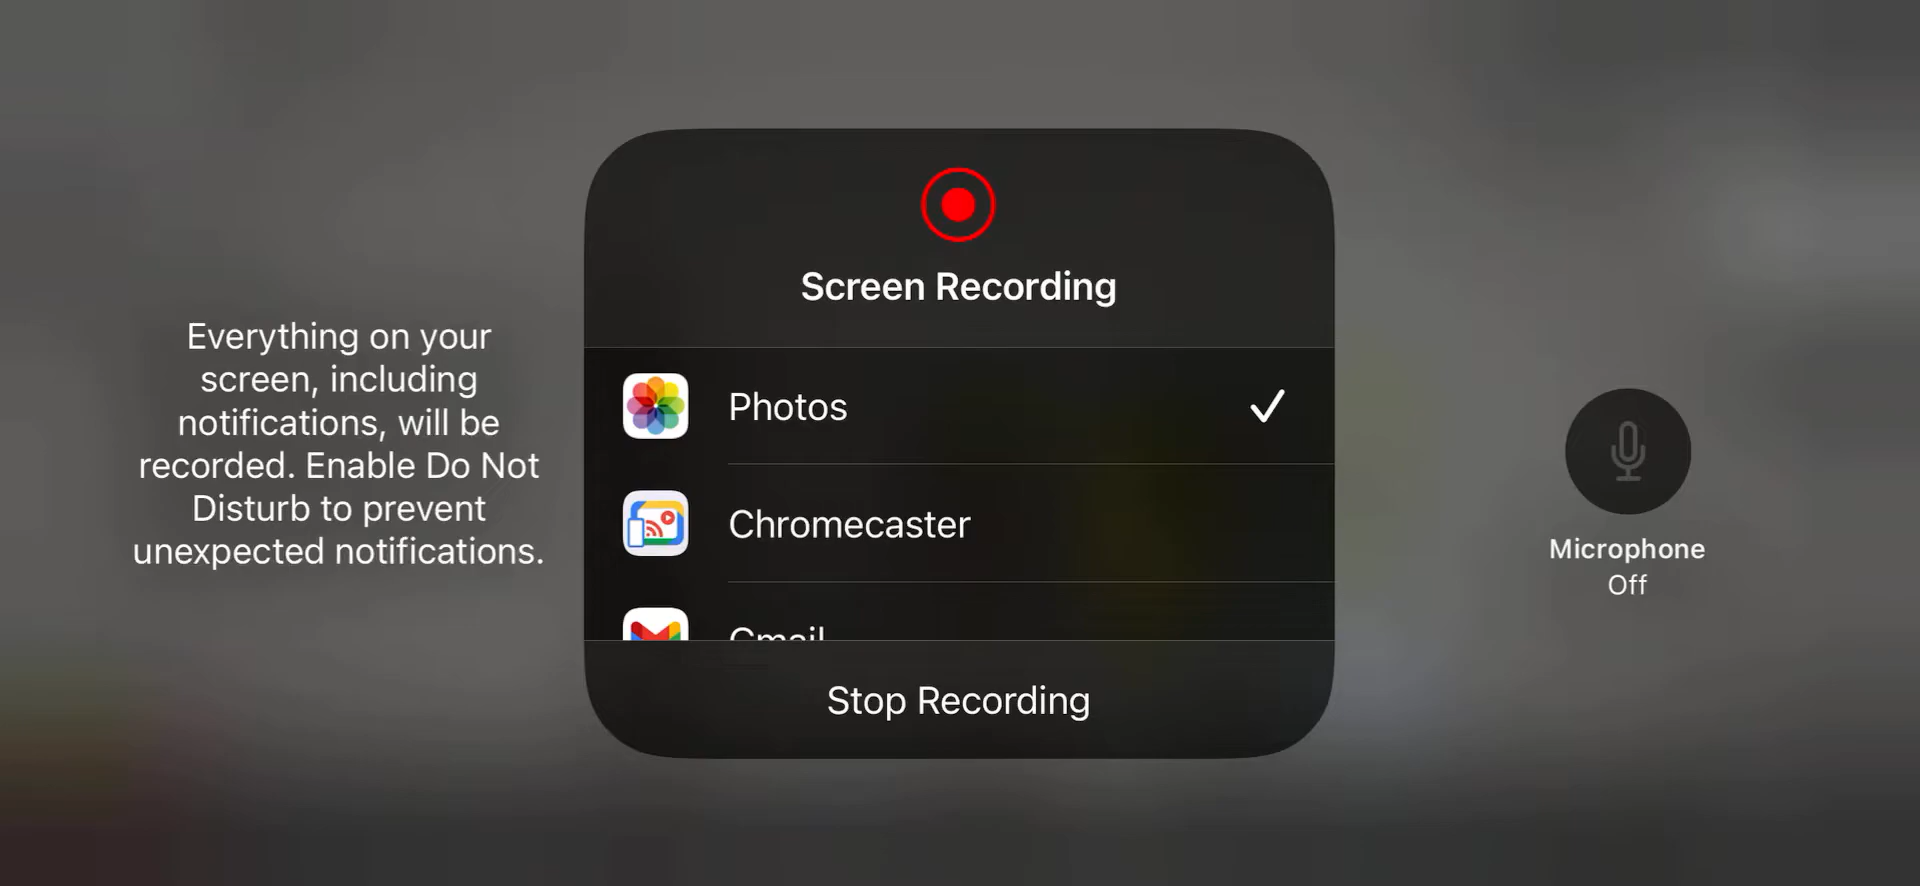 Everything on your
screen, including
notifications, will be
recorded. Enable Do Not
Disturb to prevent
unexpected notifications.
Screen Recording
Photos
Chromecaster
Gmail
Stop Recording
Microphone
Off